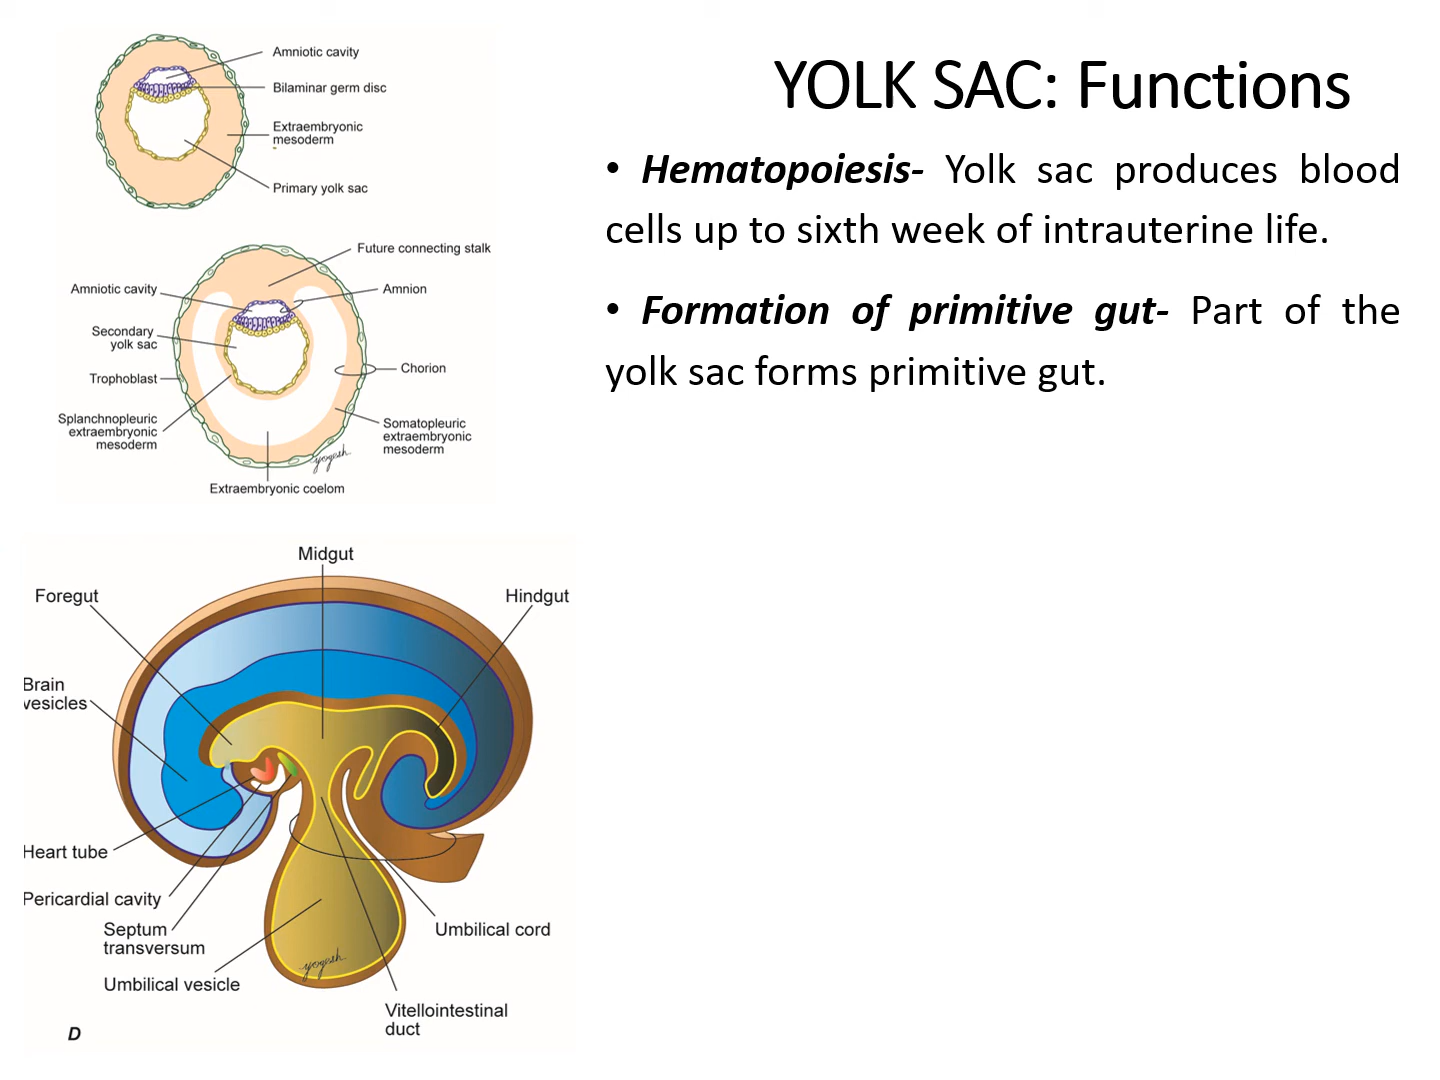 YOLK SAC: Functions
• Hematopoiesis- Yolk sac produces blood
cells up to sixth week of intrauterine life.
• Formation of primitive gut- Part of the
yolk sac forms primitive gut.
Amniotic cavity
Bilaminar germ disc
Extraembryonic
mesoderm
Primary yolk sac
Future connecting stalk
Amniotic cavity
Amnion
Secondary
yolk sac
Chorion
Trophoblast
Splanchnopleuric
extraembryonic
mesoderm
Somatopleuric
extraembryonic
mesoderm
yogesh
Extraembryonic coelom
Midgut
Foregut
Hindgut
Brain
vesicles
Heart tube
Pericardial cavity
Septum
transversum
Umbilical cord
Umbilical vesicle
yogesh
Vitellointestinal
duct
D